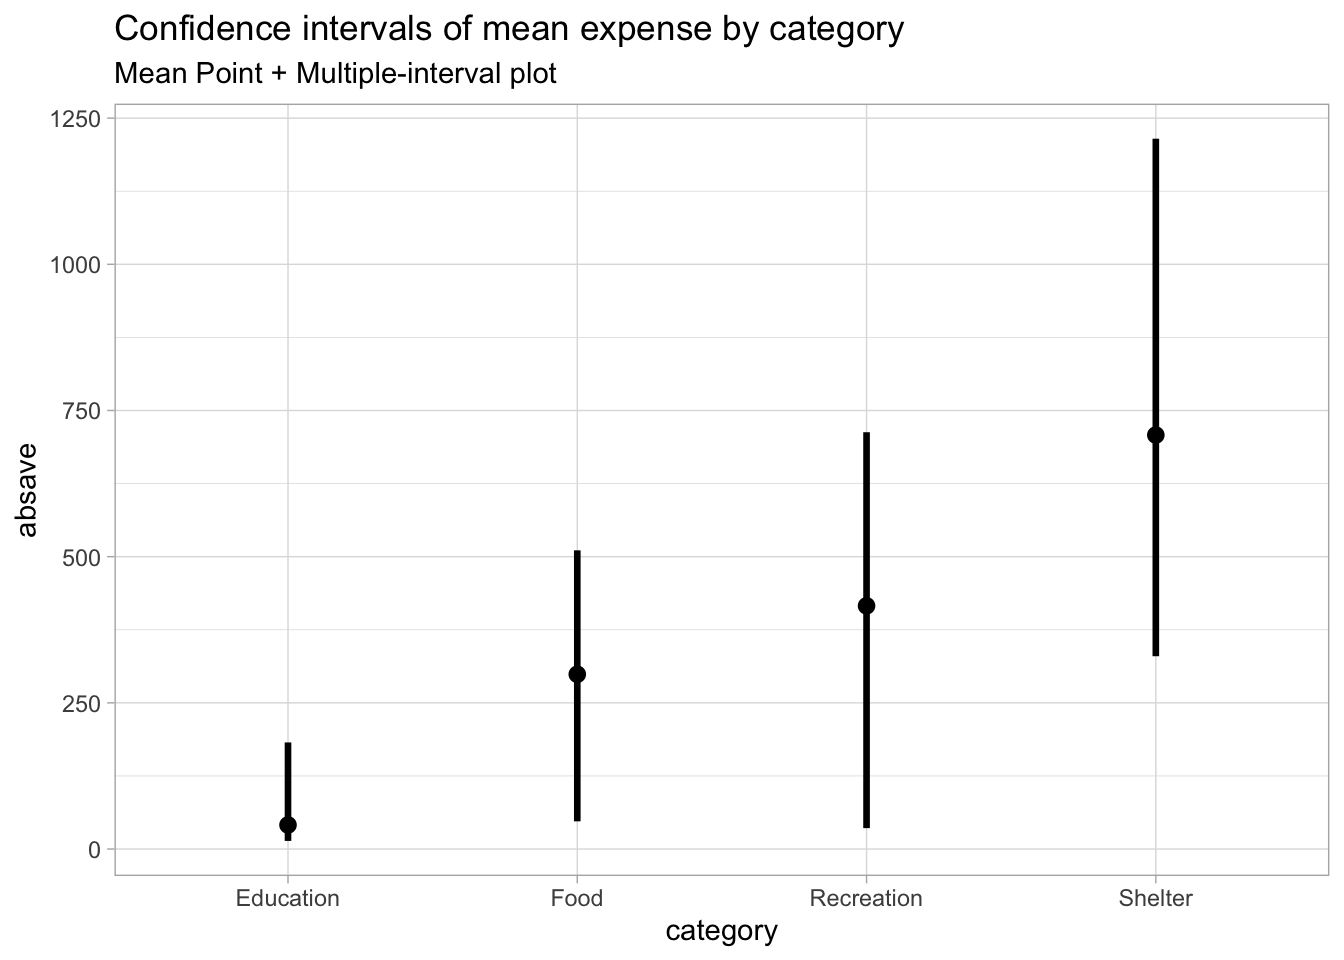 Confidence intervals of mean expense by category
Mean Point + Multiple-interval plot
1250
1000
750
500
250
0
absave
Education Food Recreation Shelter
category